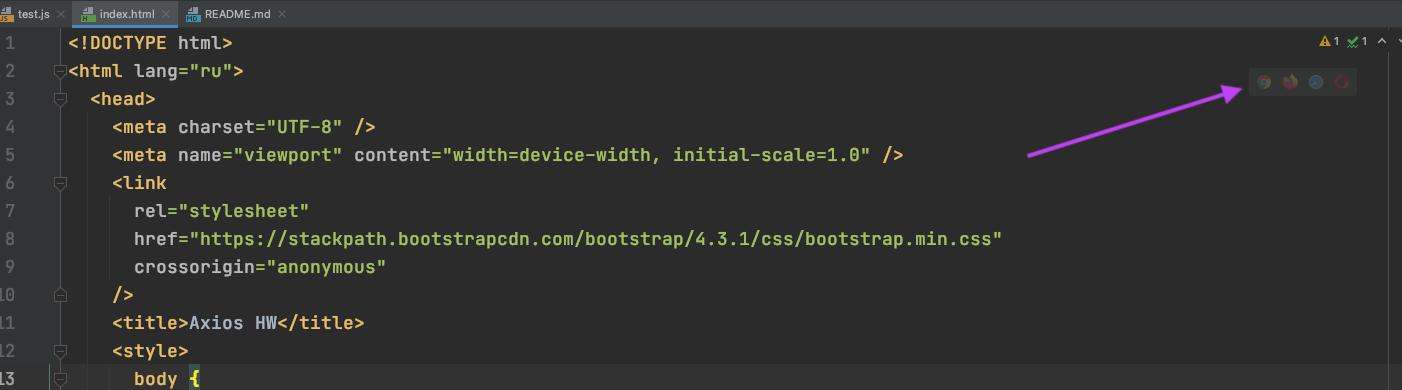 test.js index.html README.md
1 <!DOCTYPE html> 1 1
2 <html lang="ru">
3 <head>
4 <meta charset="UTF-8" />
5 <meta name="viewport" content="width=device-width, initial-scale=1.0" />
6 <link
7 rel="stylesheet"
8 href="https://stackpath.bootstrapcdn.com/bootstrap/4.3.1/css/bootstrap.min.css"
9 crossorigin="anonymous"
10 />
11 <title>Axios HW</title>
12 <style>
13 body {